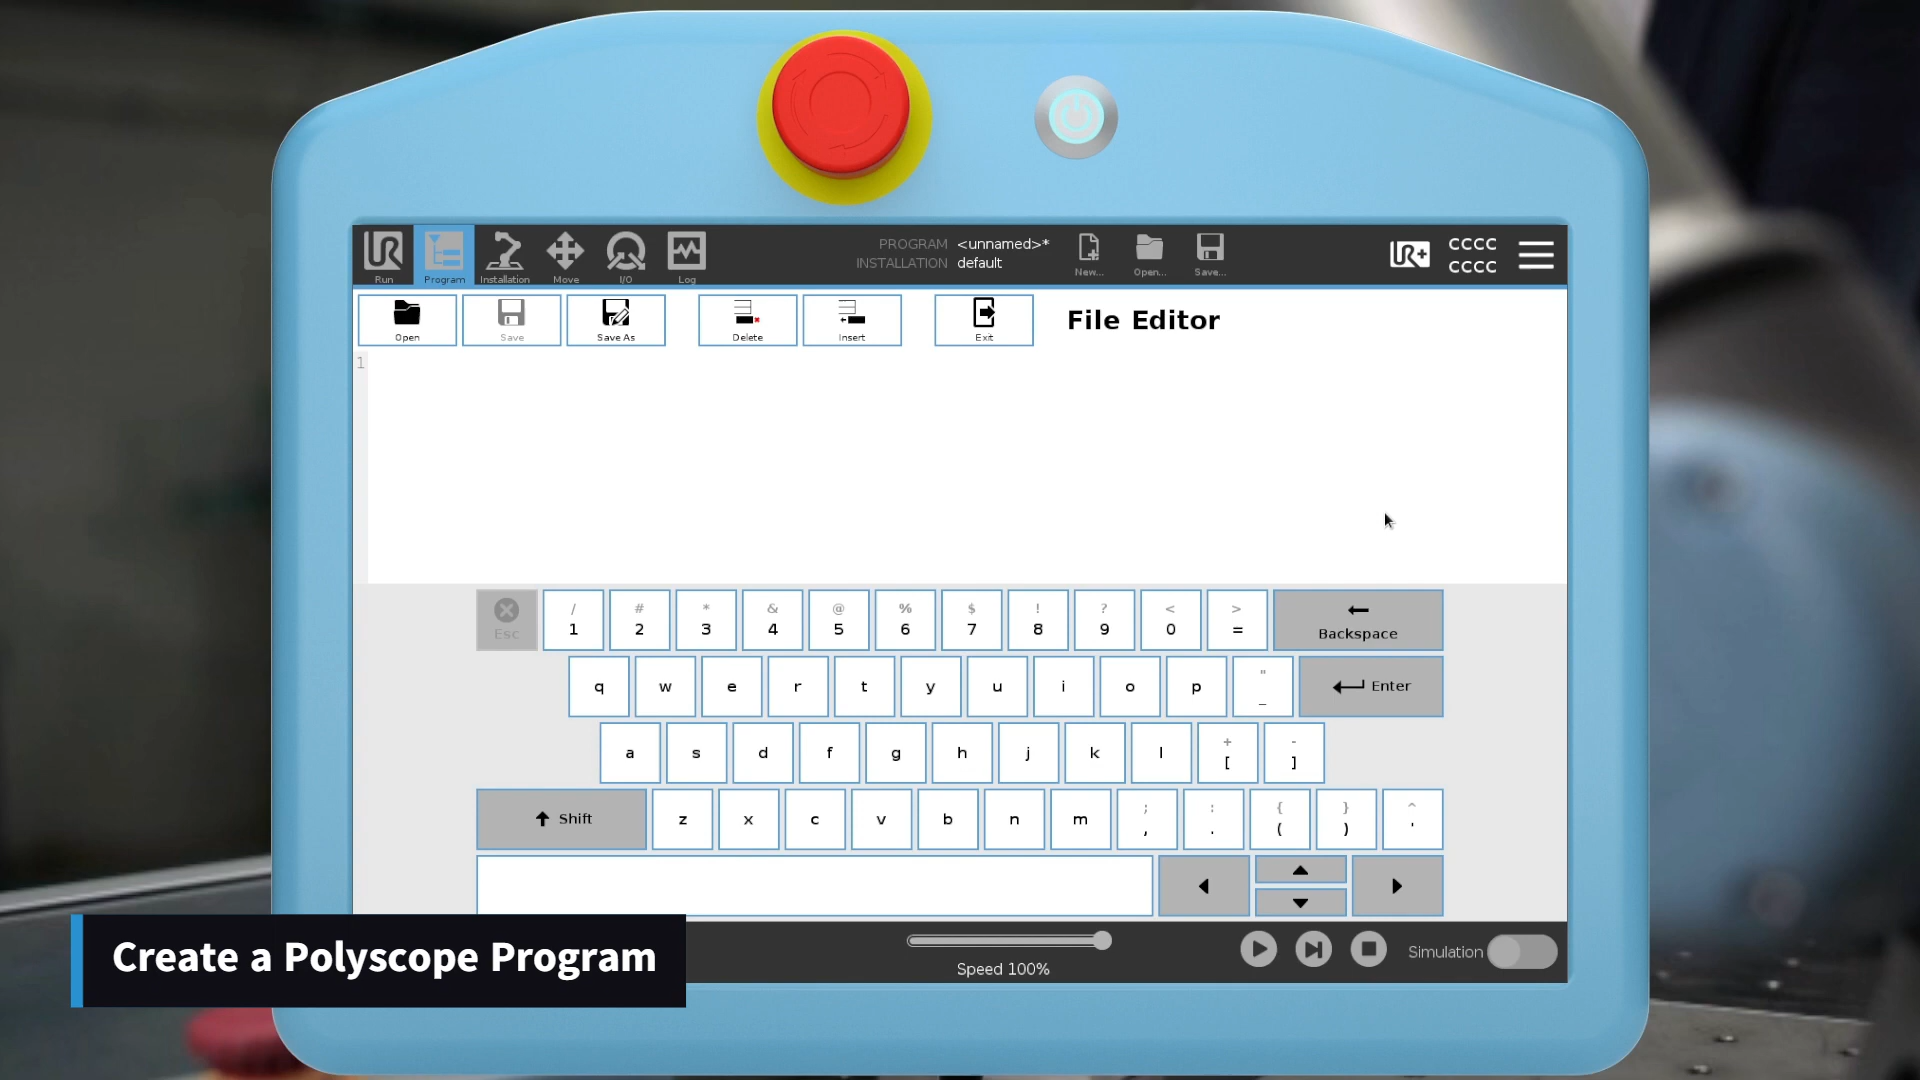 PROGRAM <unnamed>*
INSTALLATION default
Run
Program
Installation
Move
I/O
Log
New...
Open...
Save...
UR+
CCCC
CCCC
Open
Save
Save As
Delete
Insert
Exit
File Editor
1
Esc
/ # * & @ % $ ! ? < >
1 2 3 4 5 6 7 8 9 0 =
Backspace
q w e r t y u i o p " _
Enter
a s d f g h j k l + [ - ]
Shift
z x c v b n m ; , : . { ( } ) ^ '
Speed 100%
Simulation
Create a Polyscope Program